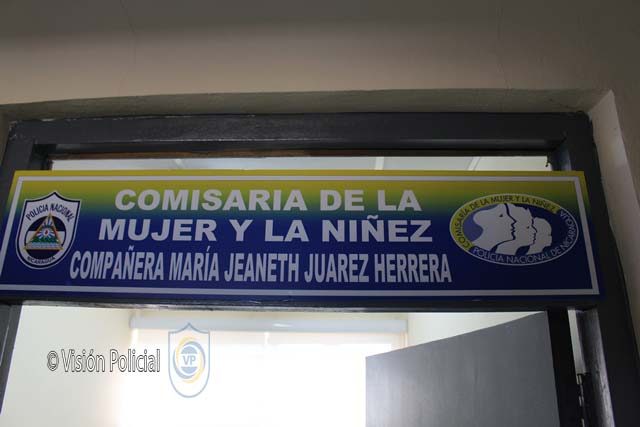 COMISARIA DE LA
MUJER Y LA NIÑEZ
COMPAÑERA MARÍA JEANETH JUAREZ HERRERA
POLICIA NACIONAL
NICARAGUA
COMISARIA DE LA MUJER Y LA NIÑEZ
POLICIA NACIONAL DE NICARAGUA
© Visión Policial
VP